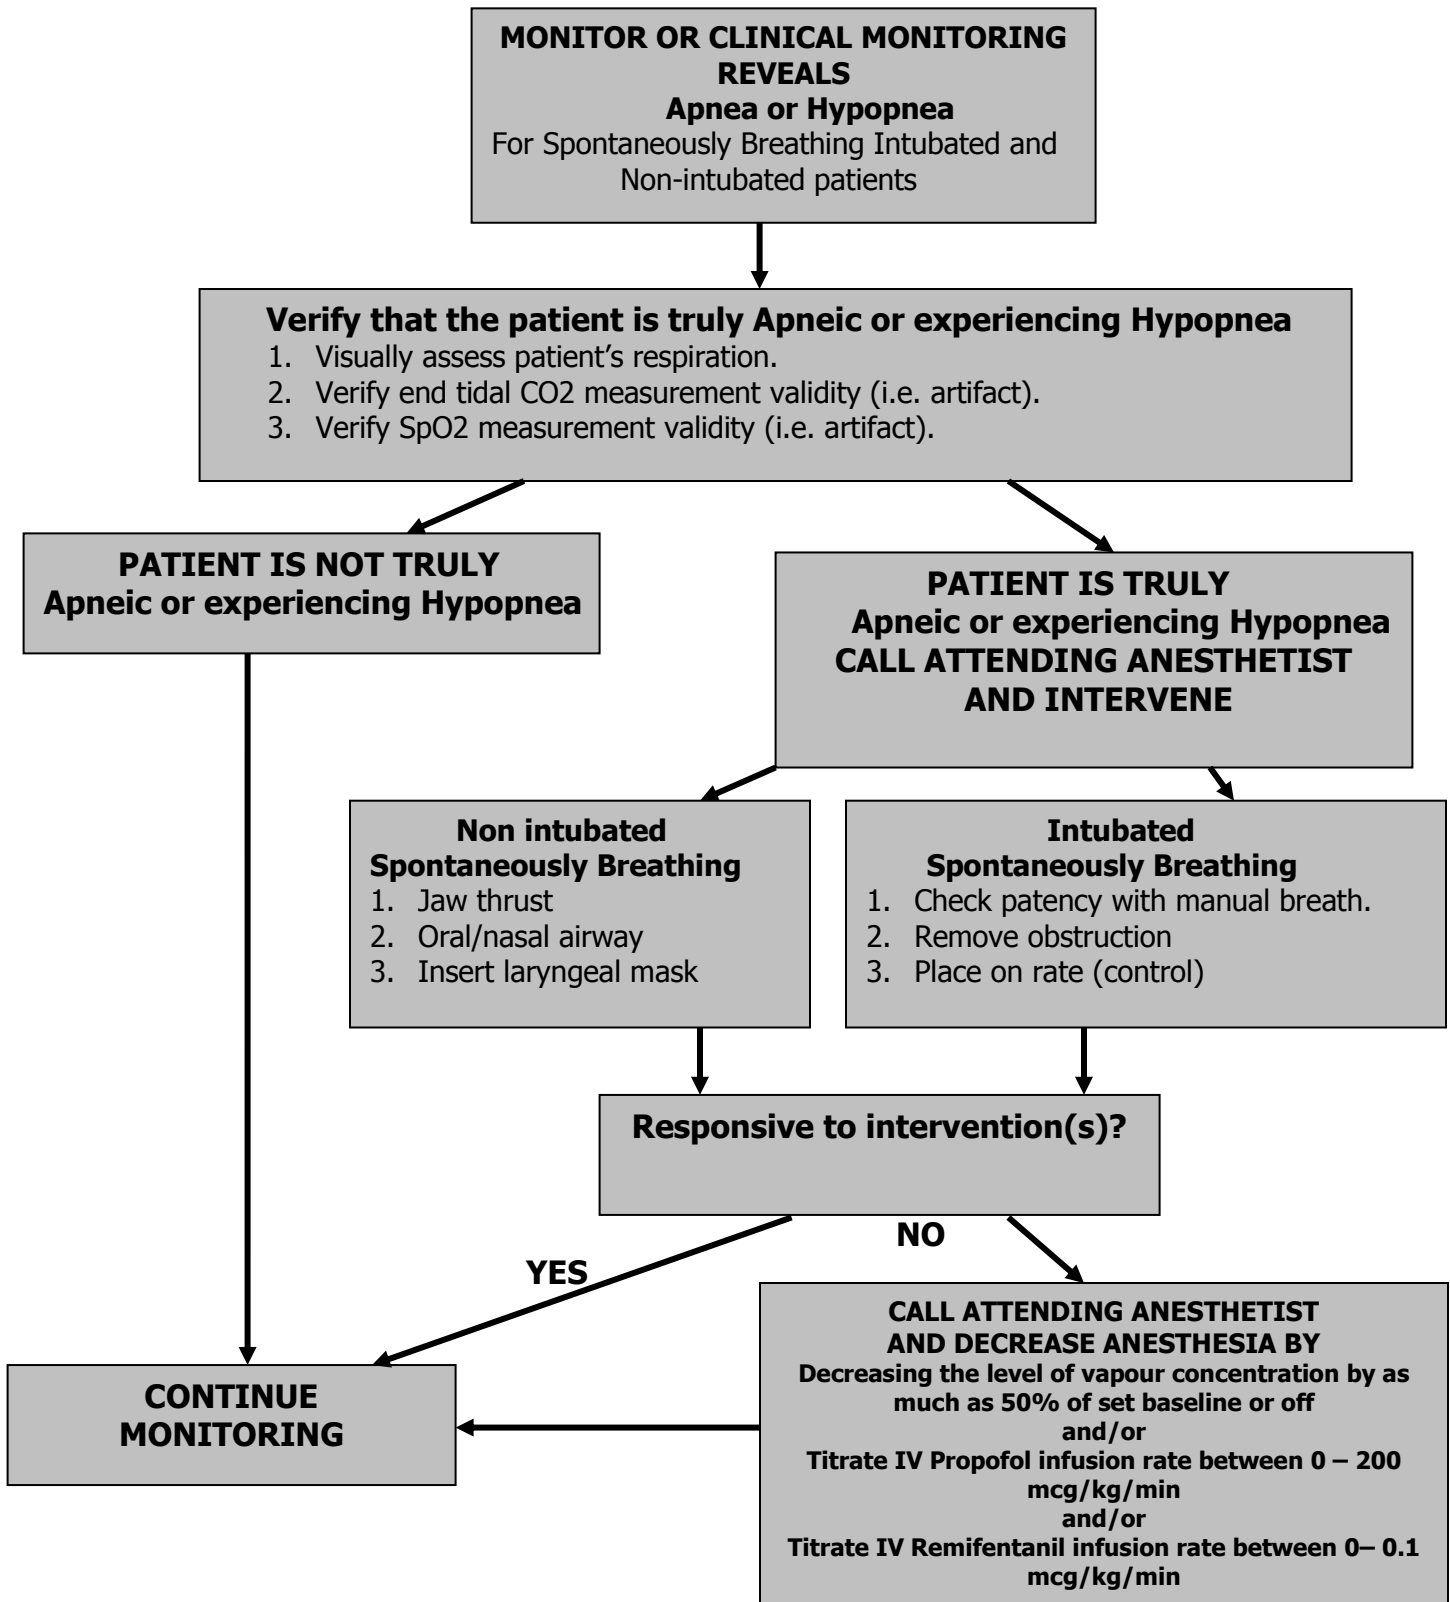 MONITOR OR CLINICAL MONITORING
REVEALS
Apnea or Hypopnea
For Spontaneously Breathing Intubated and
Non-intubated patients
Verify that the patient is truly Apneic or experiencing Hypopnea
1. Visually assess patient’s respiration.
2. Verify end tidal CO2 measurement validity (i.e. artifact).
3. Verify SpO2 measurement validity (i.e. artifact).
PATIENT IS NOT TRULY
Apneic or experiencing Hypopnea
PATIENT IS TRULY
Apneic or experiencing Hypopnea
CALL ATTENDING ANESTHETIST
AND INTERVENE
Non intubated
Spontaneously Breathing
1. Jaw thrust
2. Oral/nasal airway
3. Insert laryngeal mask
Intubated
Spontaneously Breathing
1. Check patency with manual breath.
2. Remove obstruction
3. Place on rate (control)
Responsive to intervention(s)?
YES
NO
CALL ATTENDING ANESTHETIST
AND DECREASE ANESTHESIA BY
Decreasing the level of vapour concentration by as
much as 50% of set baseline or off
and/or
Titrate IV Propofol infusion rate between 0 – 200
mcg/kg/min
and/or
Titrate IV Remifentanil infusion rate between 0– 0.1
mcg/kg/min
CONTINUE
MONITORING